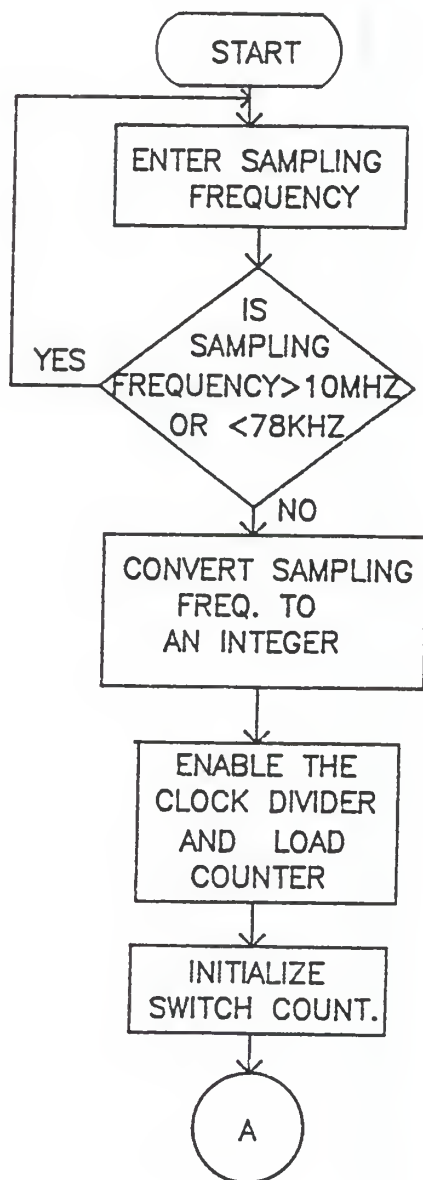 START
ENTER SAMPLING
FREQUENCY
IS
SAMPLING
FREQUENCY>10MHZ
OR <78KHZ
YES
NO
CONVERT SAMPLING
FREQ. TO
AN INTEGER
ENABLE THE
CLOCK DIVIDER
AND LOAD
COUNTER
INITIALIZE
SWITCH COUNT.
A